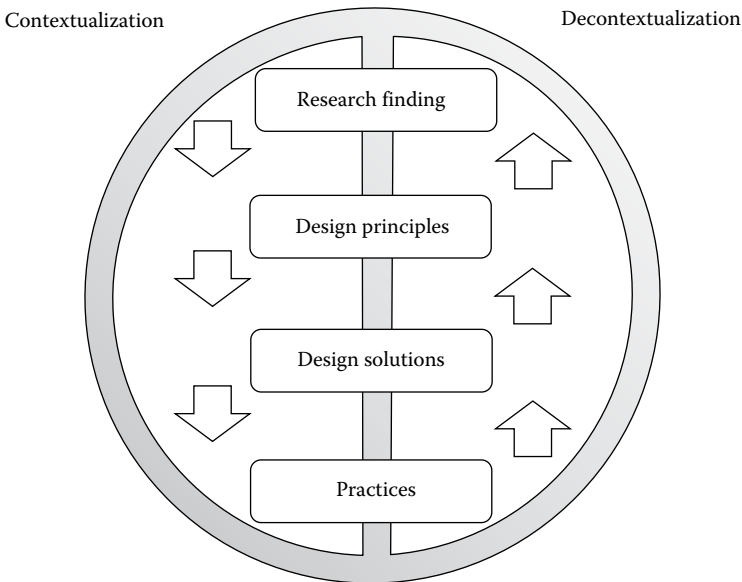 Contextualization
Decontextualization
Research finding
Design principles
Design solutions
Practices